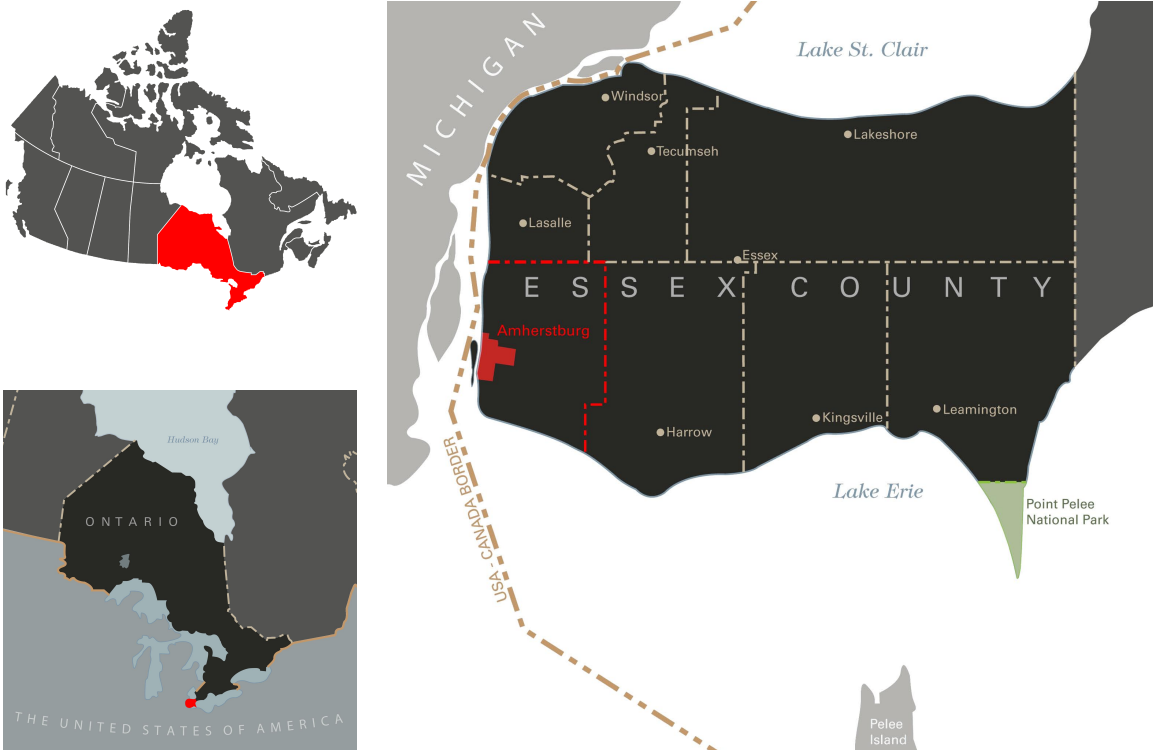 Hudson Bay
ONTARIO
THE UNITED STATES OF AMERICA
MICHIGAN
Lake St. Clair
Windsor
Lakeshore
Tecumseh
Lasalle
Essex
ESSEX COUNTY
Amherstburg
Leamington
Kingsville
Harrow
USA - CANADA BORDER
Lake Erie
Point Pelee
National Park
Pelee
Island